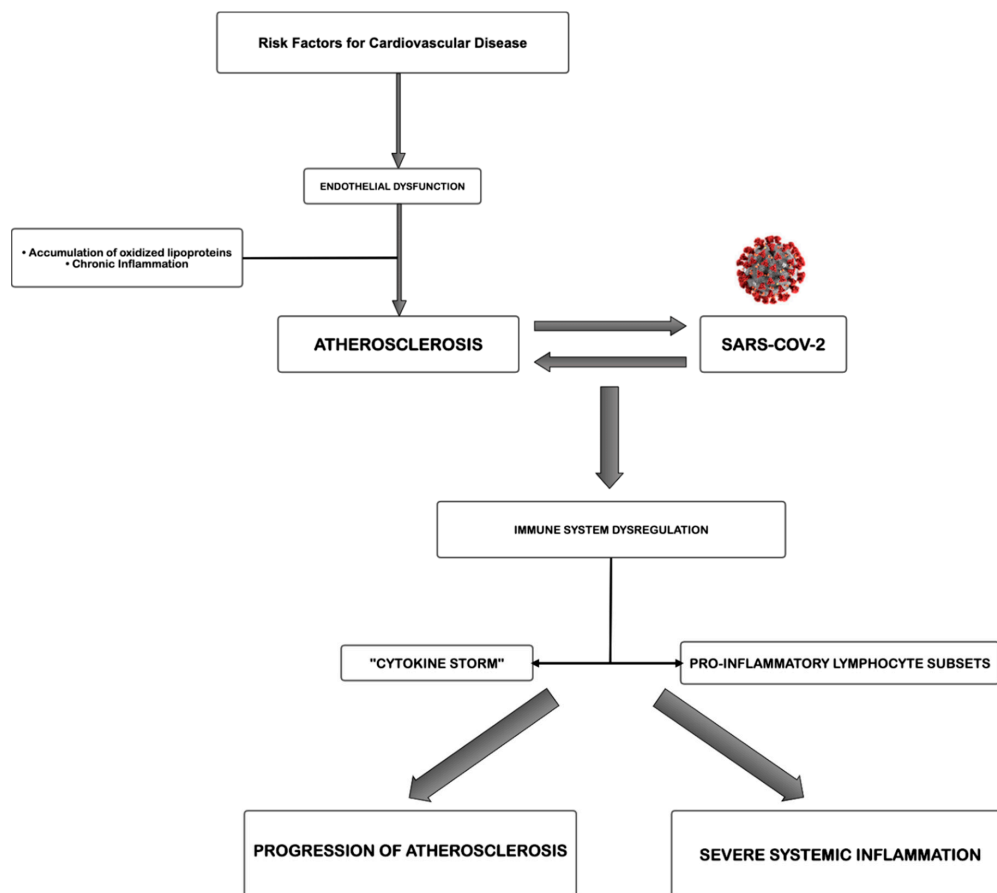 Risk Factors for Cardiovascular Disease
ENDOTHELIAL DYSFUNCTION
• Accumulation of oxidized lipoproteins
• Chronic Inflammation
ATHEROSCLEROSIS
SARS-COV-2
IMMUNE SYSTEM DYSREGULATION
"CYTOKINE STORM"
PRO-INFLAMMATORY LYMPHOCYTE SUBSETS
PROGRESSION OF ATHEROSCLEROSIS
SEVERE SYSTEMIC INFLAMMATION